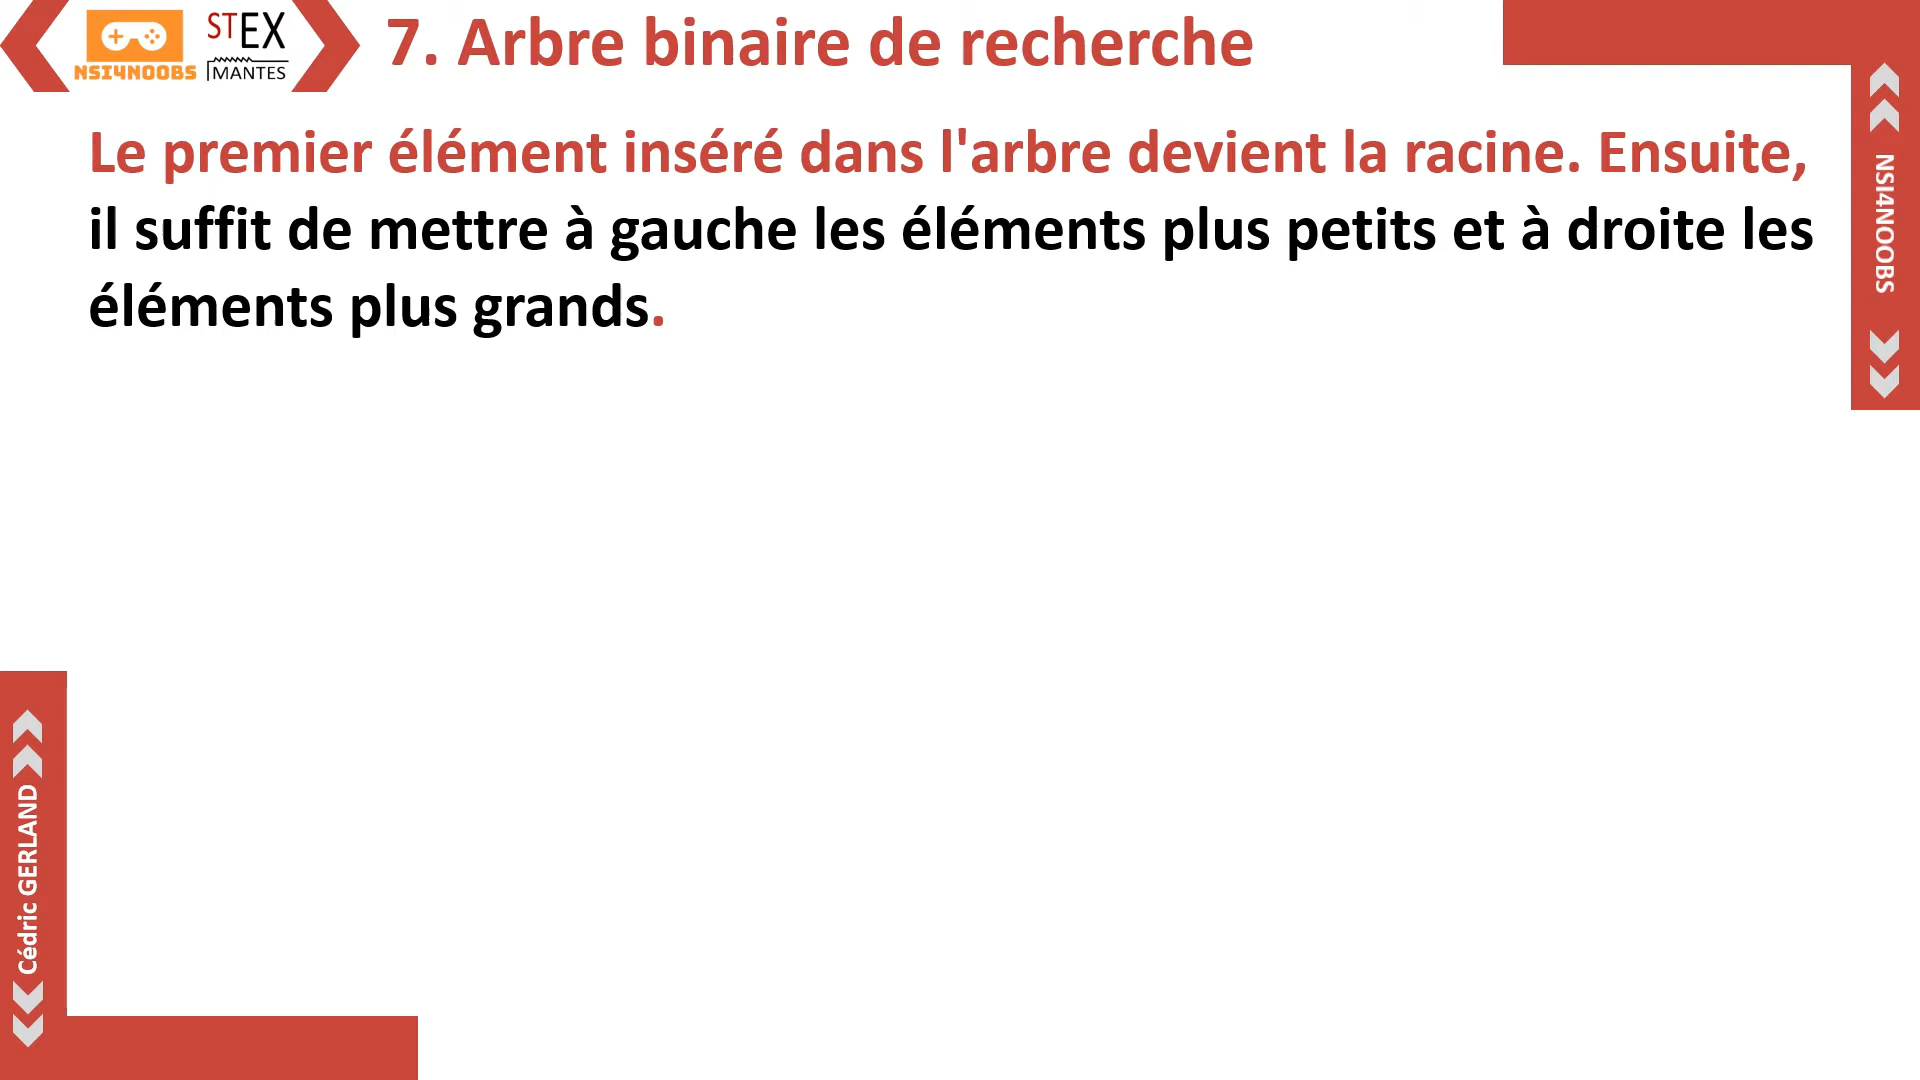 NSI4NOOBS
STEX
MANTES
7. Arbre binaire de recherche
Le premier élément inséré dans l'arbre devient la racine. Ensuite,
il suffit de mettre à gauche les éléments plus petits et à droite les
éléments plus grands.
NSI4NOOBS
Cédric GERLAND